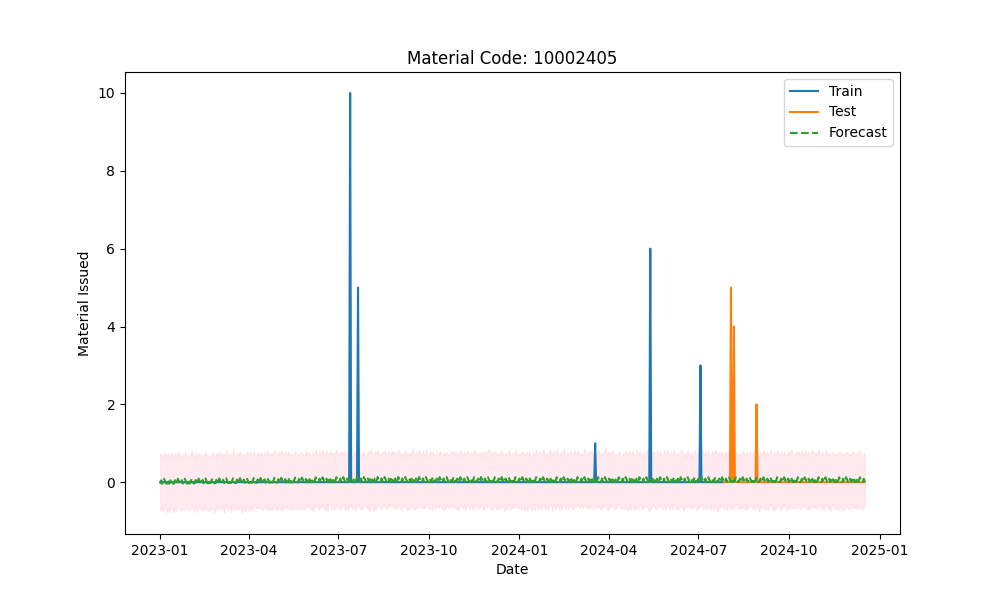 Material Code: 10002405
Train
Test
Forecast
10
8
6
4
2
0
Material Issued
2023-01 2023-04 2023-07 2023-10 2024-01 2024-04 2024-07 2024-10 2025-01
Date